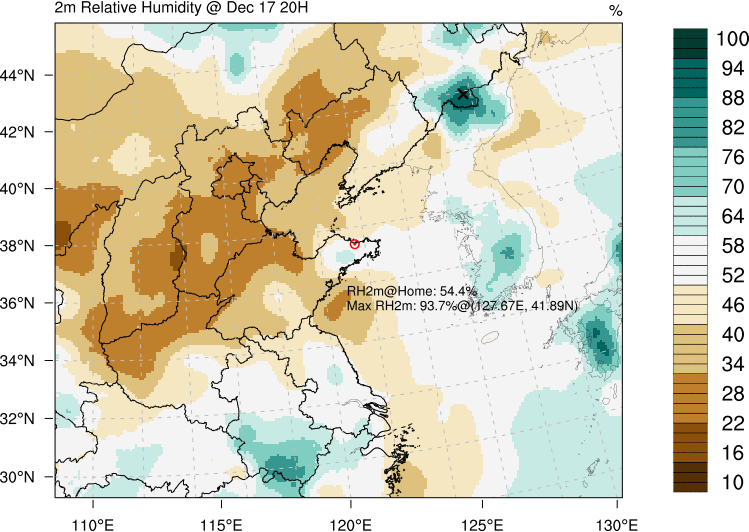 2m Relative Humidity @ Dec 17 20H
%
44°N
42°N
40°N
38°N
36°N
34°N
32°N
30°N
RH2m@Home: 54.4%
Max RH2m: 93.7%@(127.67E, 41.89N)
110°E
115°E
120°E
125°E
130°E
100
94
88
82
76
70
64
58
52
46
40
34
28
22
16
10